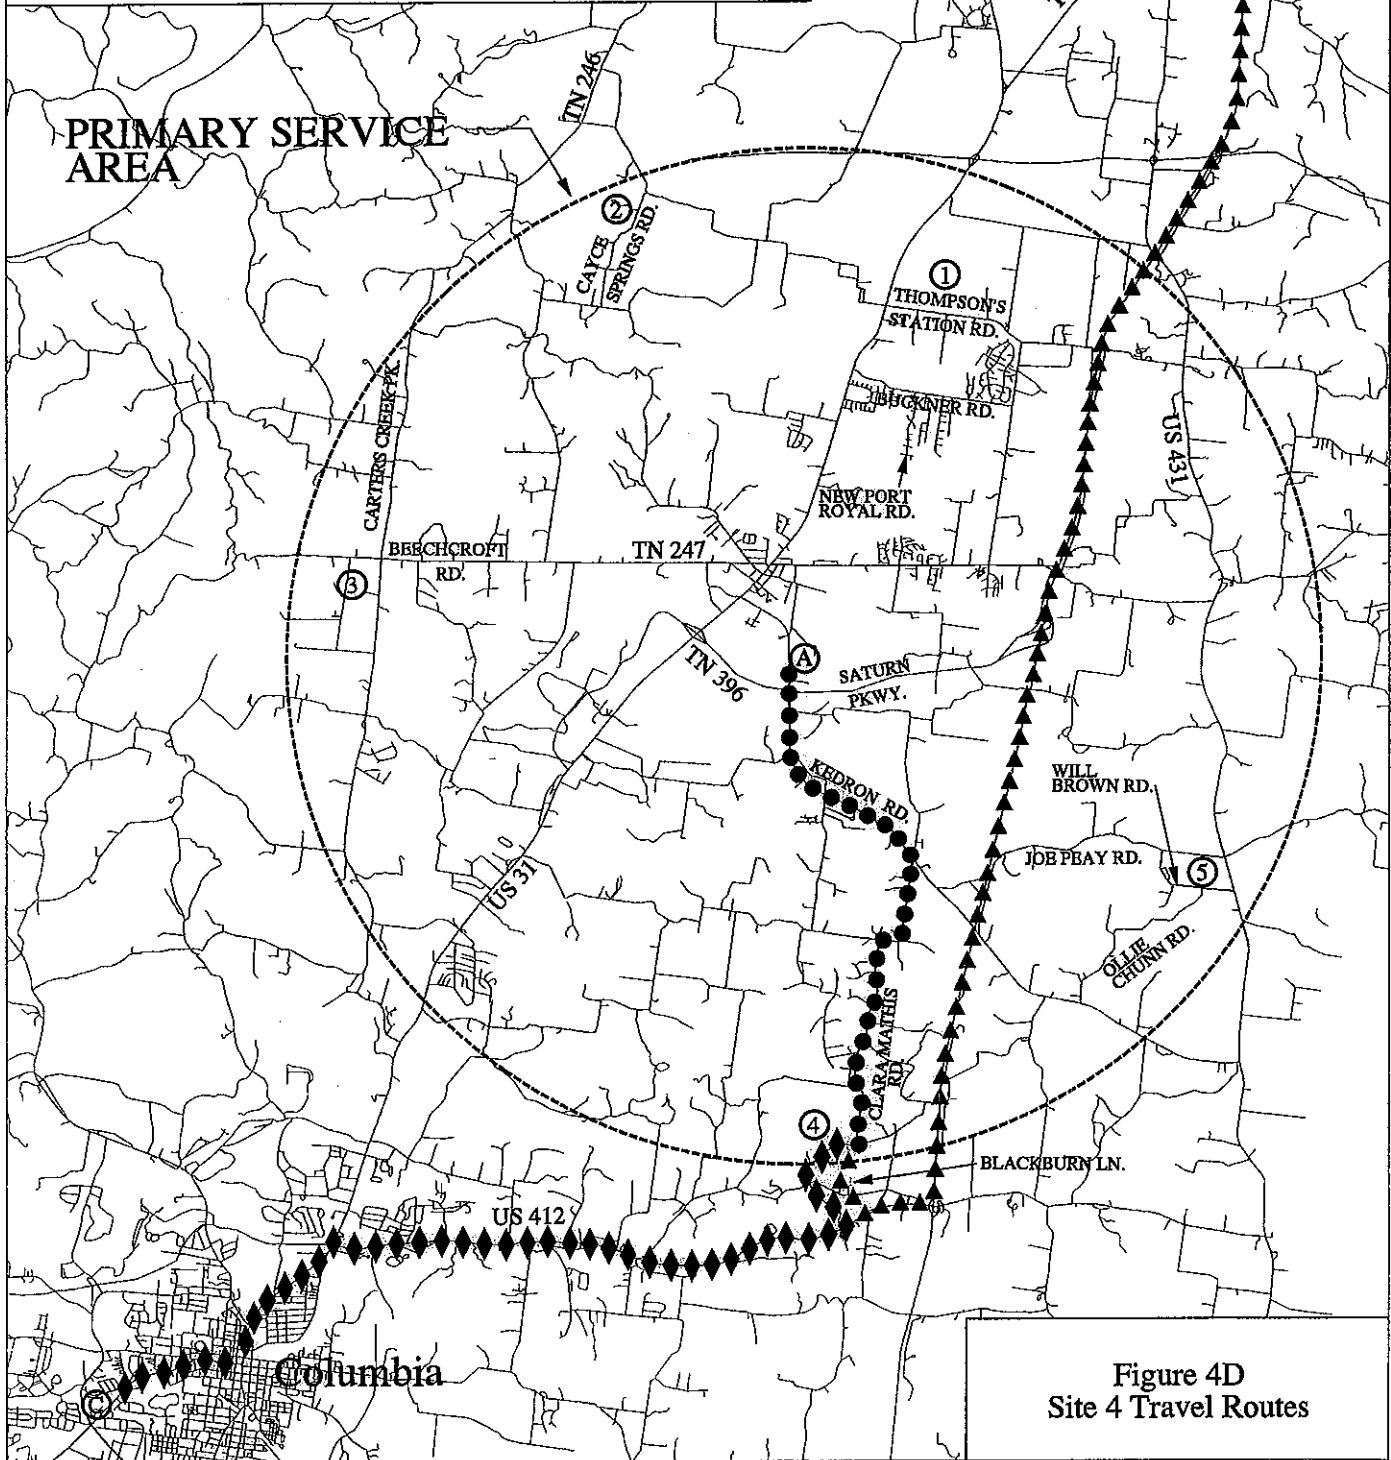 TN 246
PRIMARY SERVICE
AREA
2
CAYCE
SPRINGS RD.
1
THOMPSON'S
STATION RD.
CARTERS CREEK PK.
BUCKNER RD.
US 431
NEW PORT
ROYAL RD.
BEECHCROFT
RD.
TN 247
3
A
TN 396
SATURN
PKWY.
KEDRON RD.
WILL
BROWN RD.
JOE PEAY RD.
5
US 31
OLLIE
CHUNN RD.
CLARA MATHIS
RD.
4
BLACKBURN LN.
US 412
Columbia
C
Figure 4D
Site 4 Travel Routes